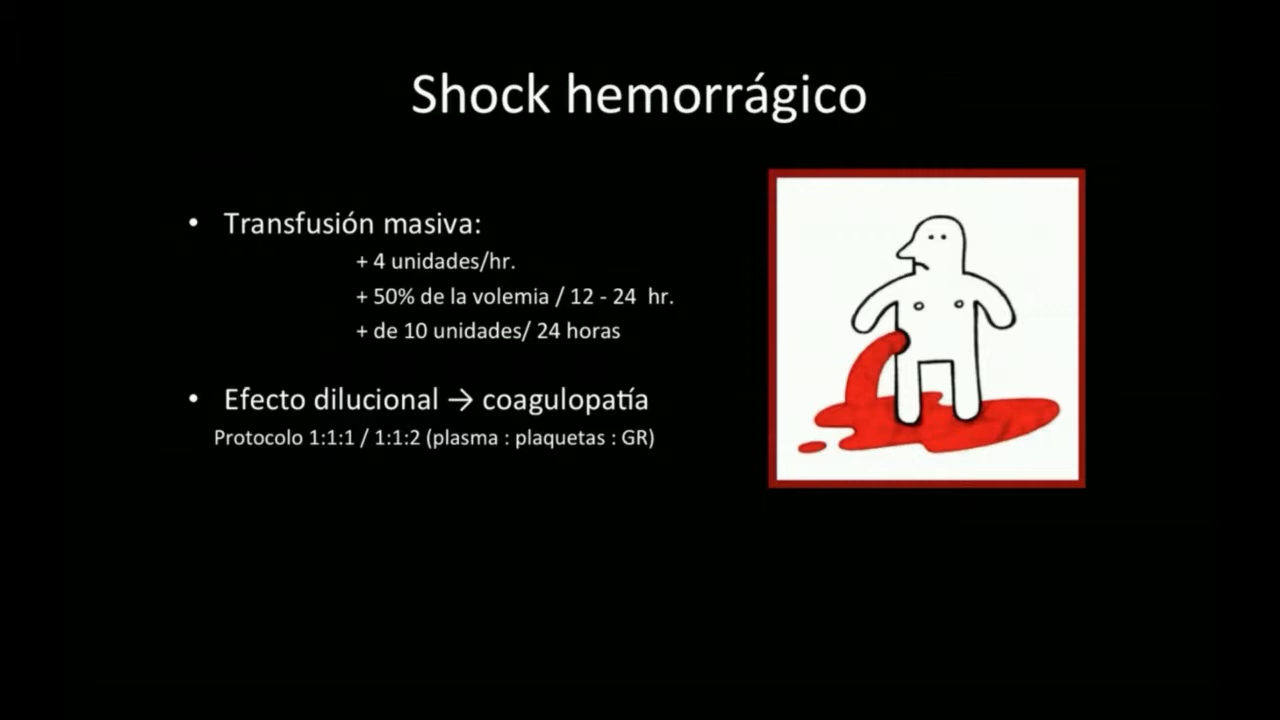 Shock hemorrágico
• Transfusión masiva:
+ 4 unidades/hr.
+ 50% de la volemia / 12 - 24 hr.
+ de 10 unidades/ 24 horas
• Efecto dilucional → coagulopatía
Protocolo 1:1:1 / 1:1:2 (plasma : plaquetas : GR)